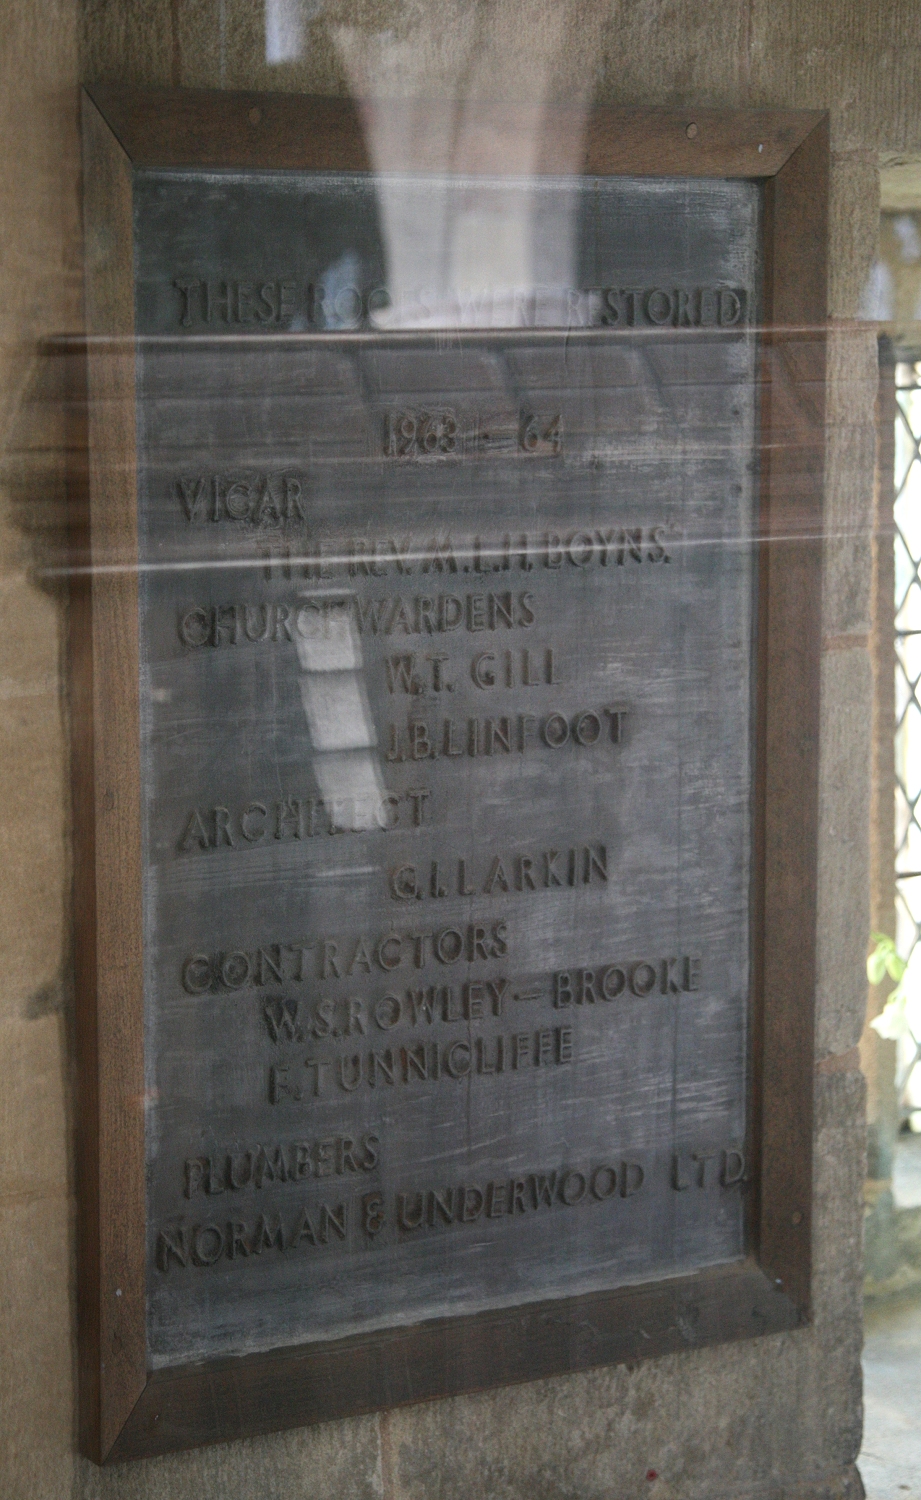 THESE ROOFS WERE RESTORED
1963 - 64
VICAR
THE REV. M.L.H. BOYNS.
CHURCHWARDENS
W.T. GILL
J.B. LINFOOT
ARCHITECT
G.I. LARKIN
CONTRACTORS
W.S. ROWLEY - BROOKE
F. TUNNICLIFFE
PLUMBERS
NORMAN & UNDERWOOD LTD.